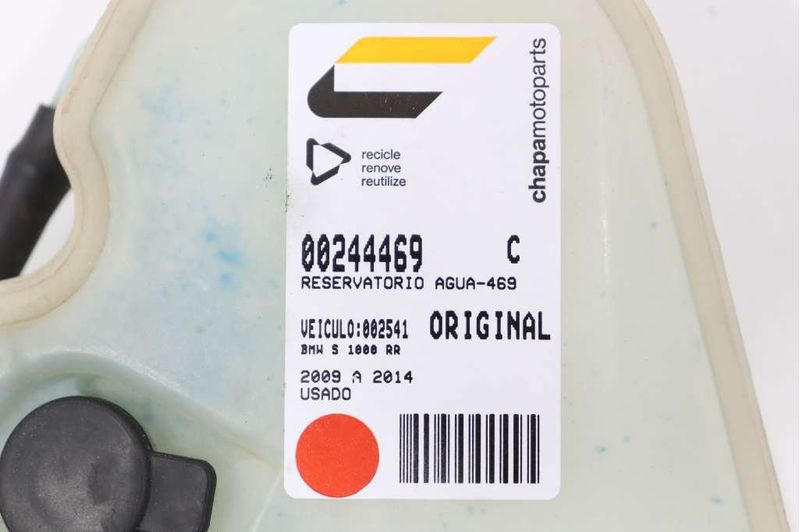 recicle
renove
reutilize
chapamotoparts
00244469 C
RESERVATORIO AGUA-469
VEICULO:002541 ORIGINAL
BMW S 1000 RR
2009 A 2014
USADO